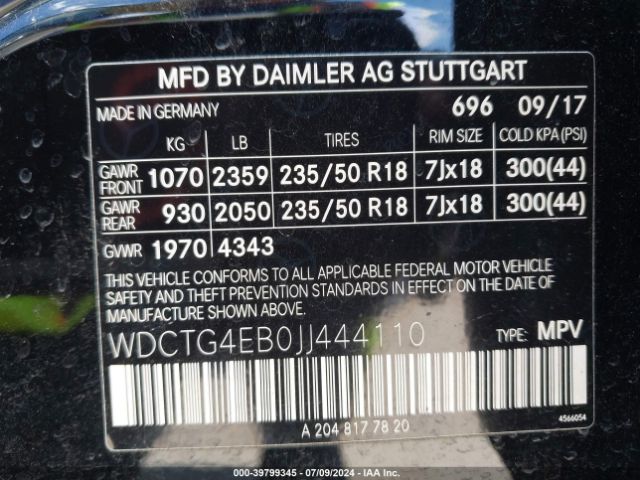 MFD BY DAIMLER AG STUTTGART
MADE IN GERMANY 696 09/17
KG LB TIRES RIM SIZE COLD KPA (PSI)
GAWR FRONT 1070 2359 235/50 R18 7Jx18 300(44)
GAWR REAR 930 2050 235/50 R18 7Jx18 300(44)
GVWR 1970 4343
THIS VEHICLE CONFORMS TO ALL APPLICABLE FEDERAL MOTOR VEHICLE
SAFETY AND THEFT PREVENTION STANDARDS IN EFFECT ON THE
DATE OF MANUFACTURE SHOWN ABOVE.
WDCTG4EB0JJ444110 TYPE: MPV
A 204 817 78 20 4566054
000-39799345 - 07/09/2024 - IAA Inc.